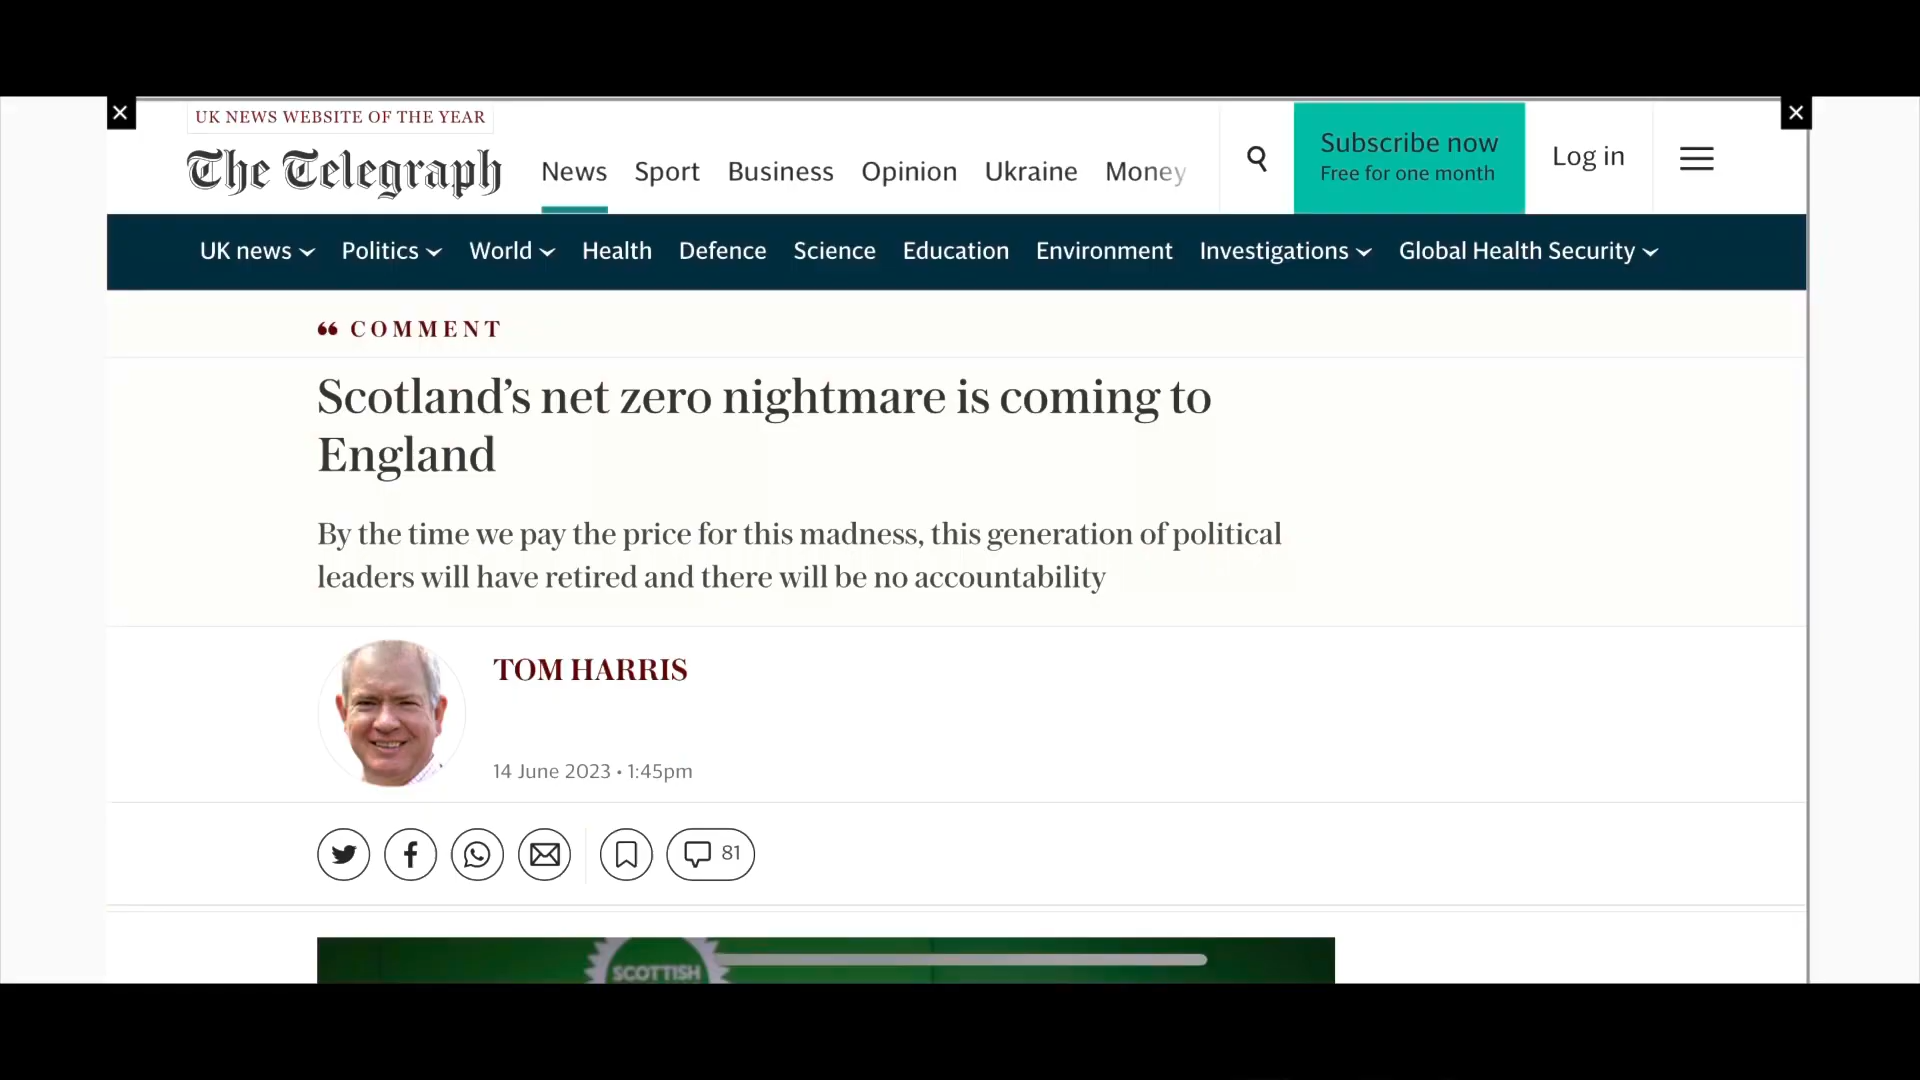 UK NEWS WEBSITE OF THE YEAR
The Telegraph
News Sport Business Opinion Ukraine Money
Subscribe now
Free for one month
Log in
UK news Politics World Health Defence Science Education Environment Investigations Global Health Security
COMMENT
Scotland’s net zero nightmare is coming to
England
By the time we pay the price for this madness, this generation of political
leaders will have retired and there will be no accountability
TOM HARRIS
14 June 2023 • 1:45pm
81
SCOTTISH